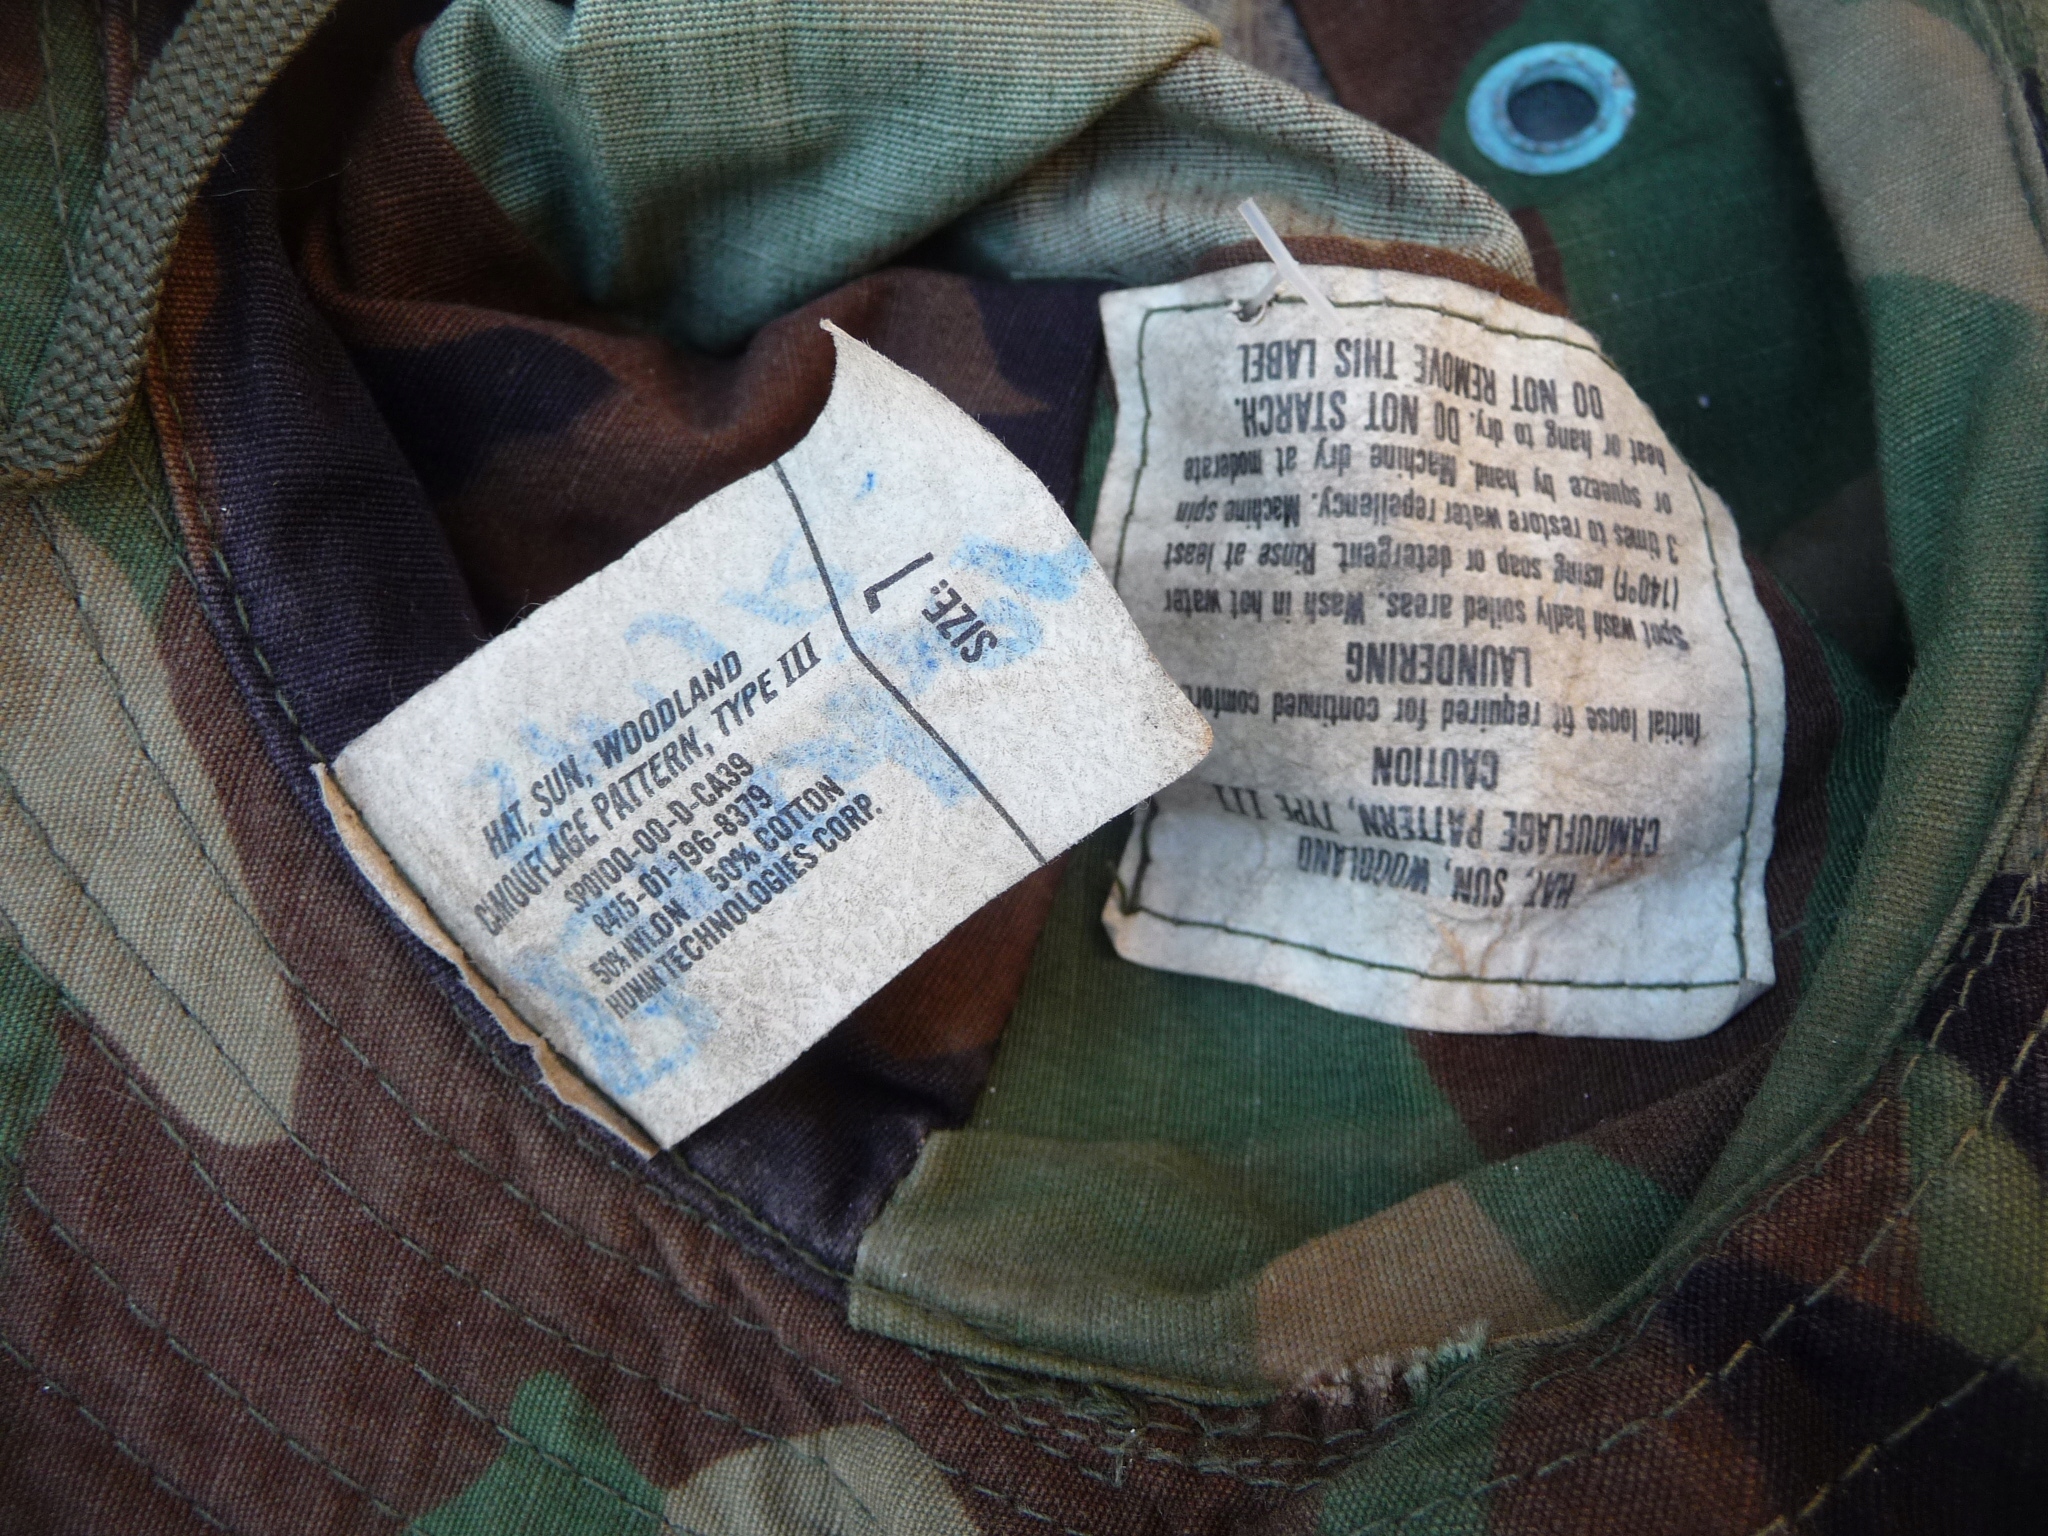 HAT, SUN, WOODLAND
CAMOUFLAGE PATTERN, TYPE III
SPO100-00-D-CA39
8415-01-196-8379
50% NYLON 50% COTTON
HUMAN TECHNOLOGIES CORP.
SIZE:
7
HAT, SUN, WOODLAND
CAMOUFLAGE PATTERN, TYPE III
CAUTION
Initial loose fit required for continued comfort
LAUNDERING
Spot wash badly soiled areas. Wash in hot water
(140°F) using soap or detergent. Rinse at least
3 times to restore water repellency. Machine spin
or squeeze by hand. Machine dry at moderate
heat or hang to dry. DO NOT STARCH.
DO NOT REMOVE THIS LABEL